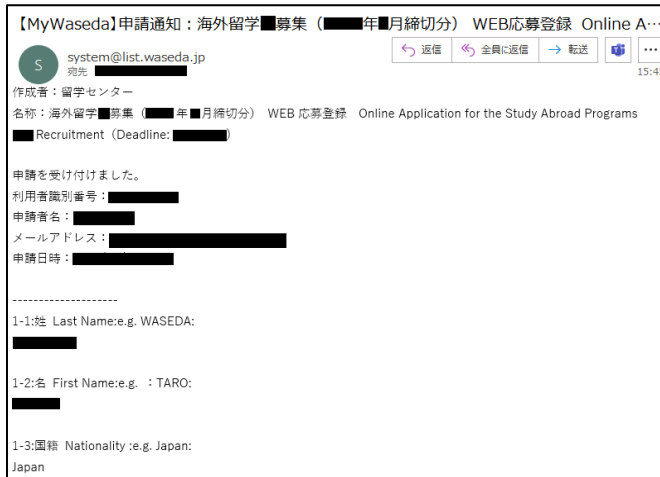 【MyWaseda】申請通知：海外留学募集（年月締切分） WEB応募登録 Online A…
S
system@list.waseda.jp
宛先
返信
全員に返信
転送
15:4
作成者：留学センター
名称：海外留学募集（年月締切分） WEB 応募登録 Online Application for the Study Abroad Programs
Recruitment（Deadline: ）
申請を受け付けました。
利用者識別番号：
申請者名：
メールアドレス：
申請日時：
--------------------
1-1:姓 Last Name:e.g. WASEDA:
1-2:名 First Name:e.g. ：TARO:
1-3:国籍 Nationality :e.g. Japan:
Japan